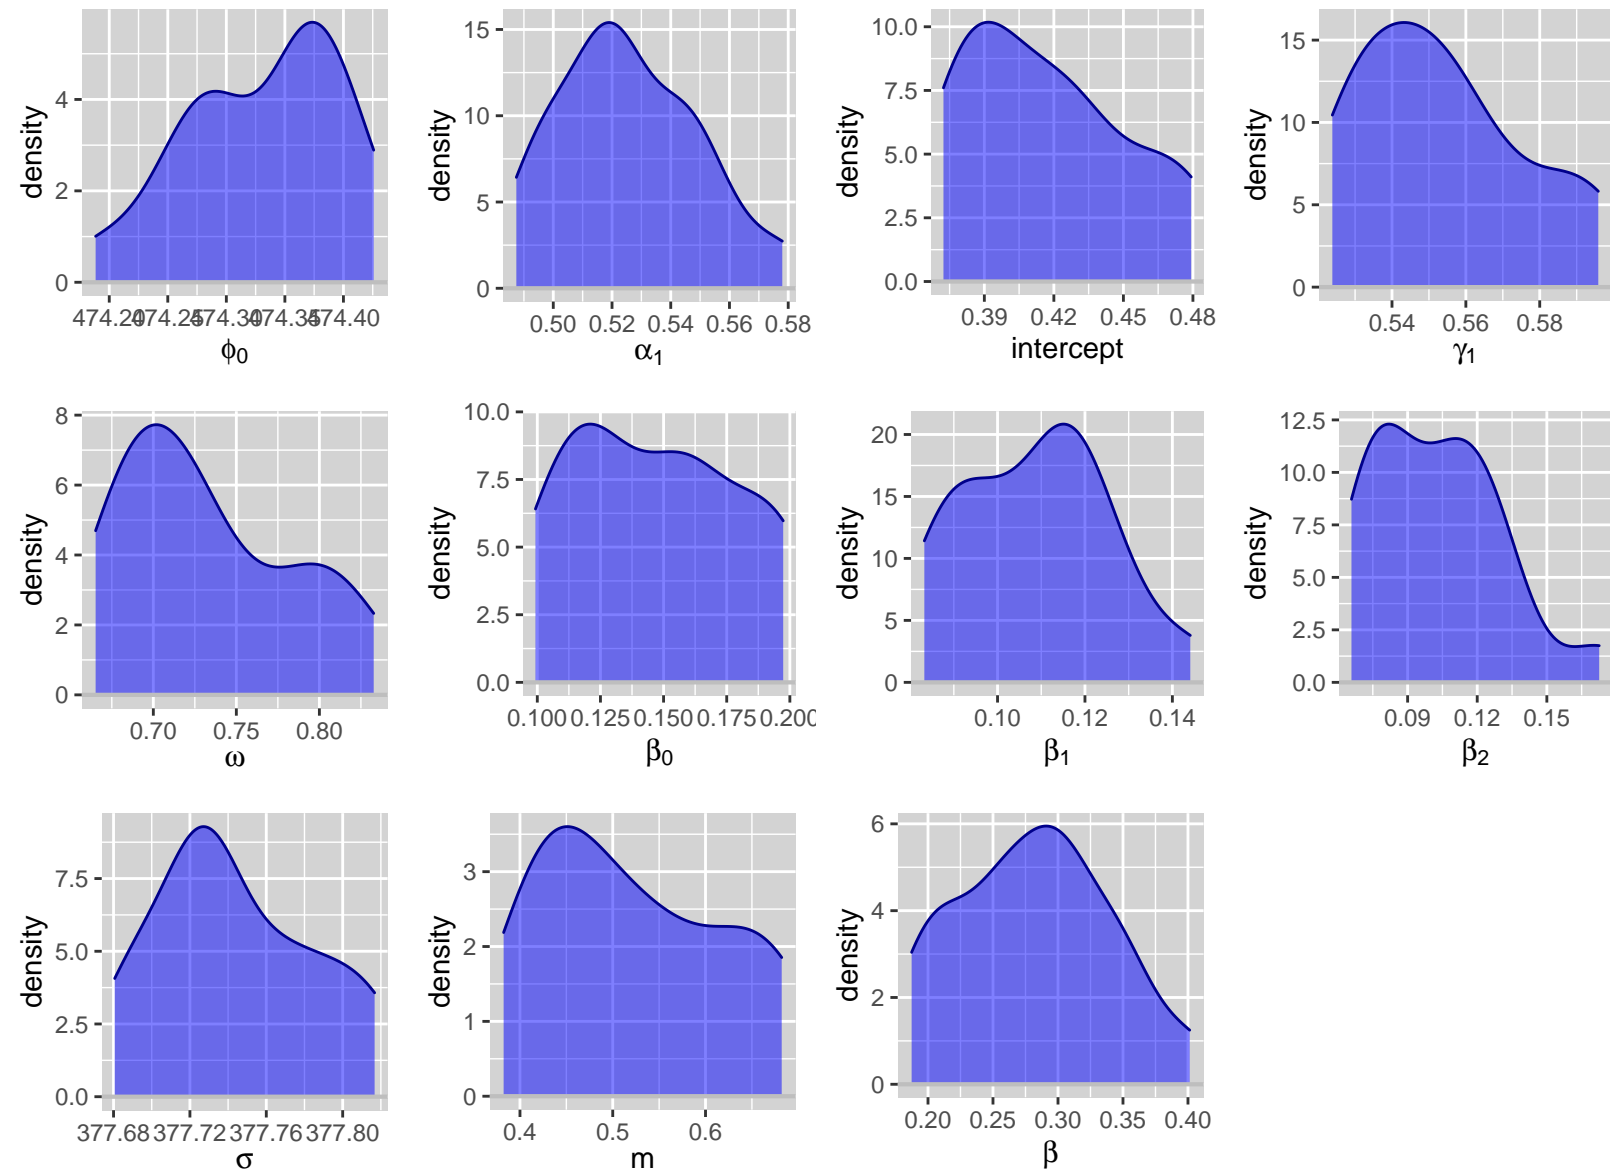 density
4
2
0
474.20 474.25 474.30 474.35 474.40
ϕ0
density
15
10
5
0
0.50 0.52 0.54 0.56 0.58
α1
density
10.0
7.5
5.0
2.5
0.0
0.39 0.42 0.45 0.48
intercept
density
15
10
5
0
0.54 0.56 0.58
γ1
density
8
6
4
2
0
0.70 0.75 0.80
ω
density
10.0
7.5
5.0
2.5
0.0
0.100 0.125 0.150 0.175 0.200
β0
density
20
15
10
5
0
0.10 0.12 0.14
β1
density
12.5
10.0
7.5
5.0
2.5
0.0
0.09 0.12 0.15
β2
density
7.5
5.0
2.5
0.0
377.68 377.72 377.76 377.80
σ
density
3
2
1
0
0.4 0.5 0.6
m
density
6
4
2
0
0.20 0.25 0.30 0.35 0.40
β